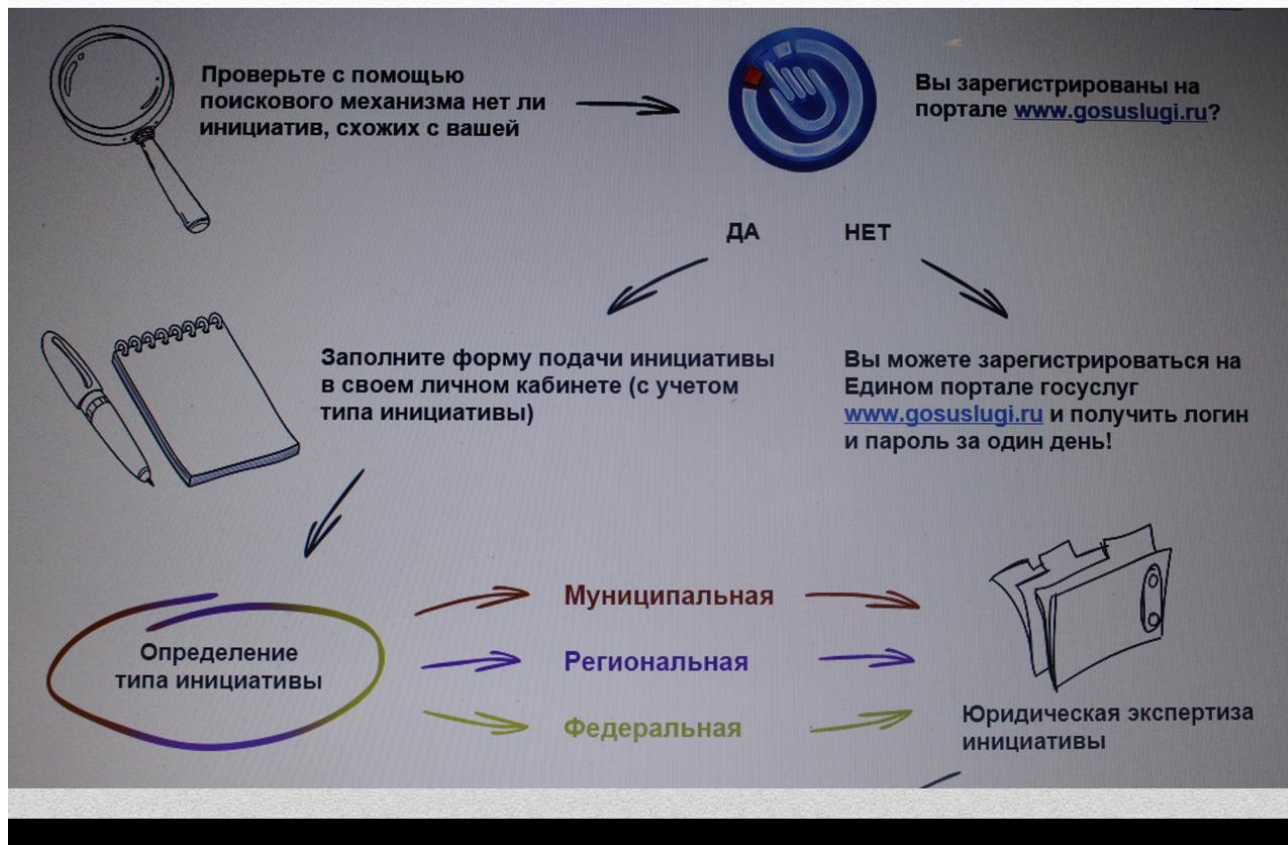 Проверьте с помощью
поискового механизма нет ли
инициатив, схожих с вашей
Вы зарегистрированы на
портале www.gosuslugi.ru?
ДА
НЕТ
Заполните форму подачи инициативы
в своем личном кабинете (с учетом
типа инициативы)
Вы можете зарегистрироваться на
Едином портале госуслуг
www.gosuslugi.ru и получить логин
и пароль за один день!
Определение
типа инициативы
Муниципальная
Региональная
Федеральная
Юридическая экспертиза
инициативы